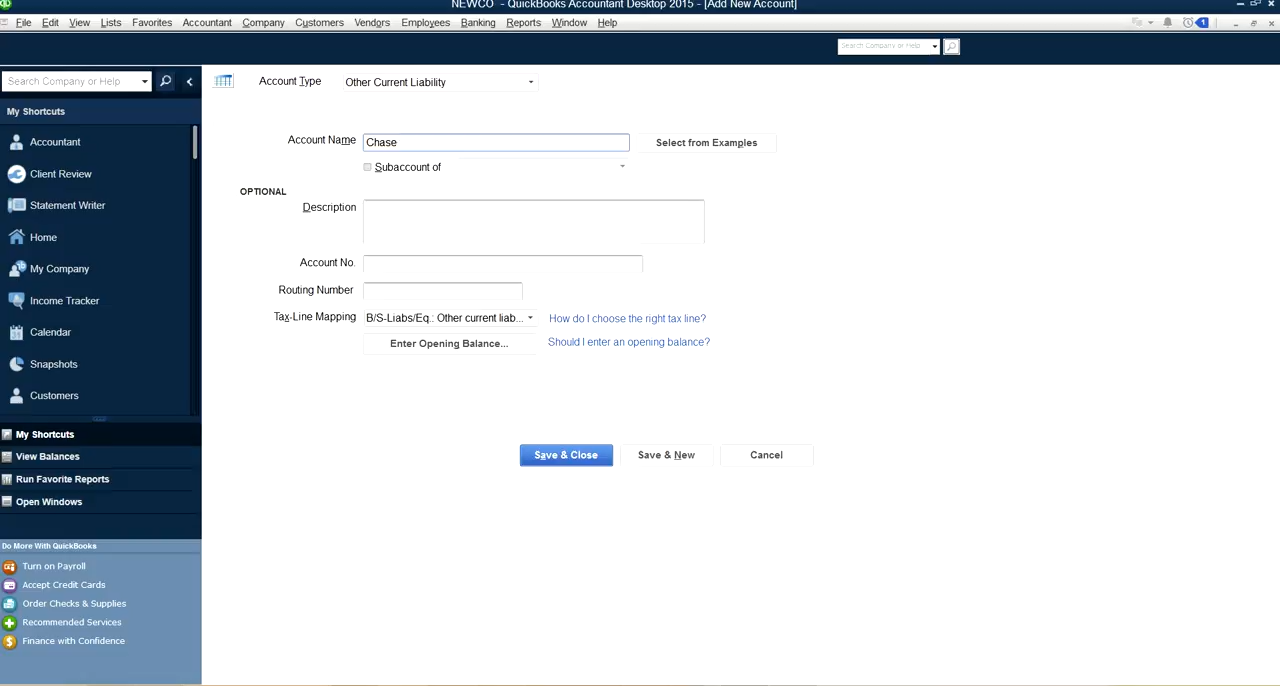 NEWCO - QuickBooks Accountant Desktop 2015 - [Add New Account]
File Edit View Lists Favorites Accountant Company Customers Vendors Employees Banking Reports Window Help
1
Search Company or Help
Search Company or Help
My Shortcuts
Accountant
Client Review
Statement Writer
Home
My Company
Income Tracker
Calendar
Snapshots
Customers
My Shortcuts
View Balances
Run Favorite Reports
Open Windows
Do More With QuickBooks
Turn on Payroll
Accept Credit Cards
Order Checks & Supplies
Recommended Services
Finance with Confidence
Account Type Other Current Liability
Account Name Chase Select from Examples
Subaccount of
OPTIONAL
Description
Account No.
Routing Number
Tax-Line Mapping B/S-Liabs/Eq.: Other current liab... How do I choose the right tax line?
Enter Opening Balance... Should I enter an opening balance?
Save & Close Save & New Cancel